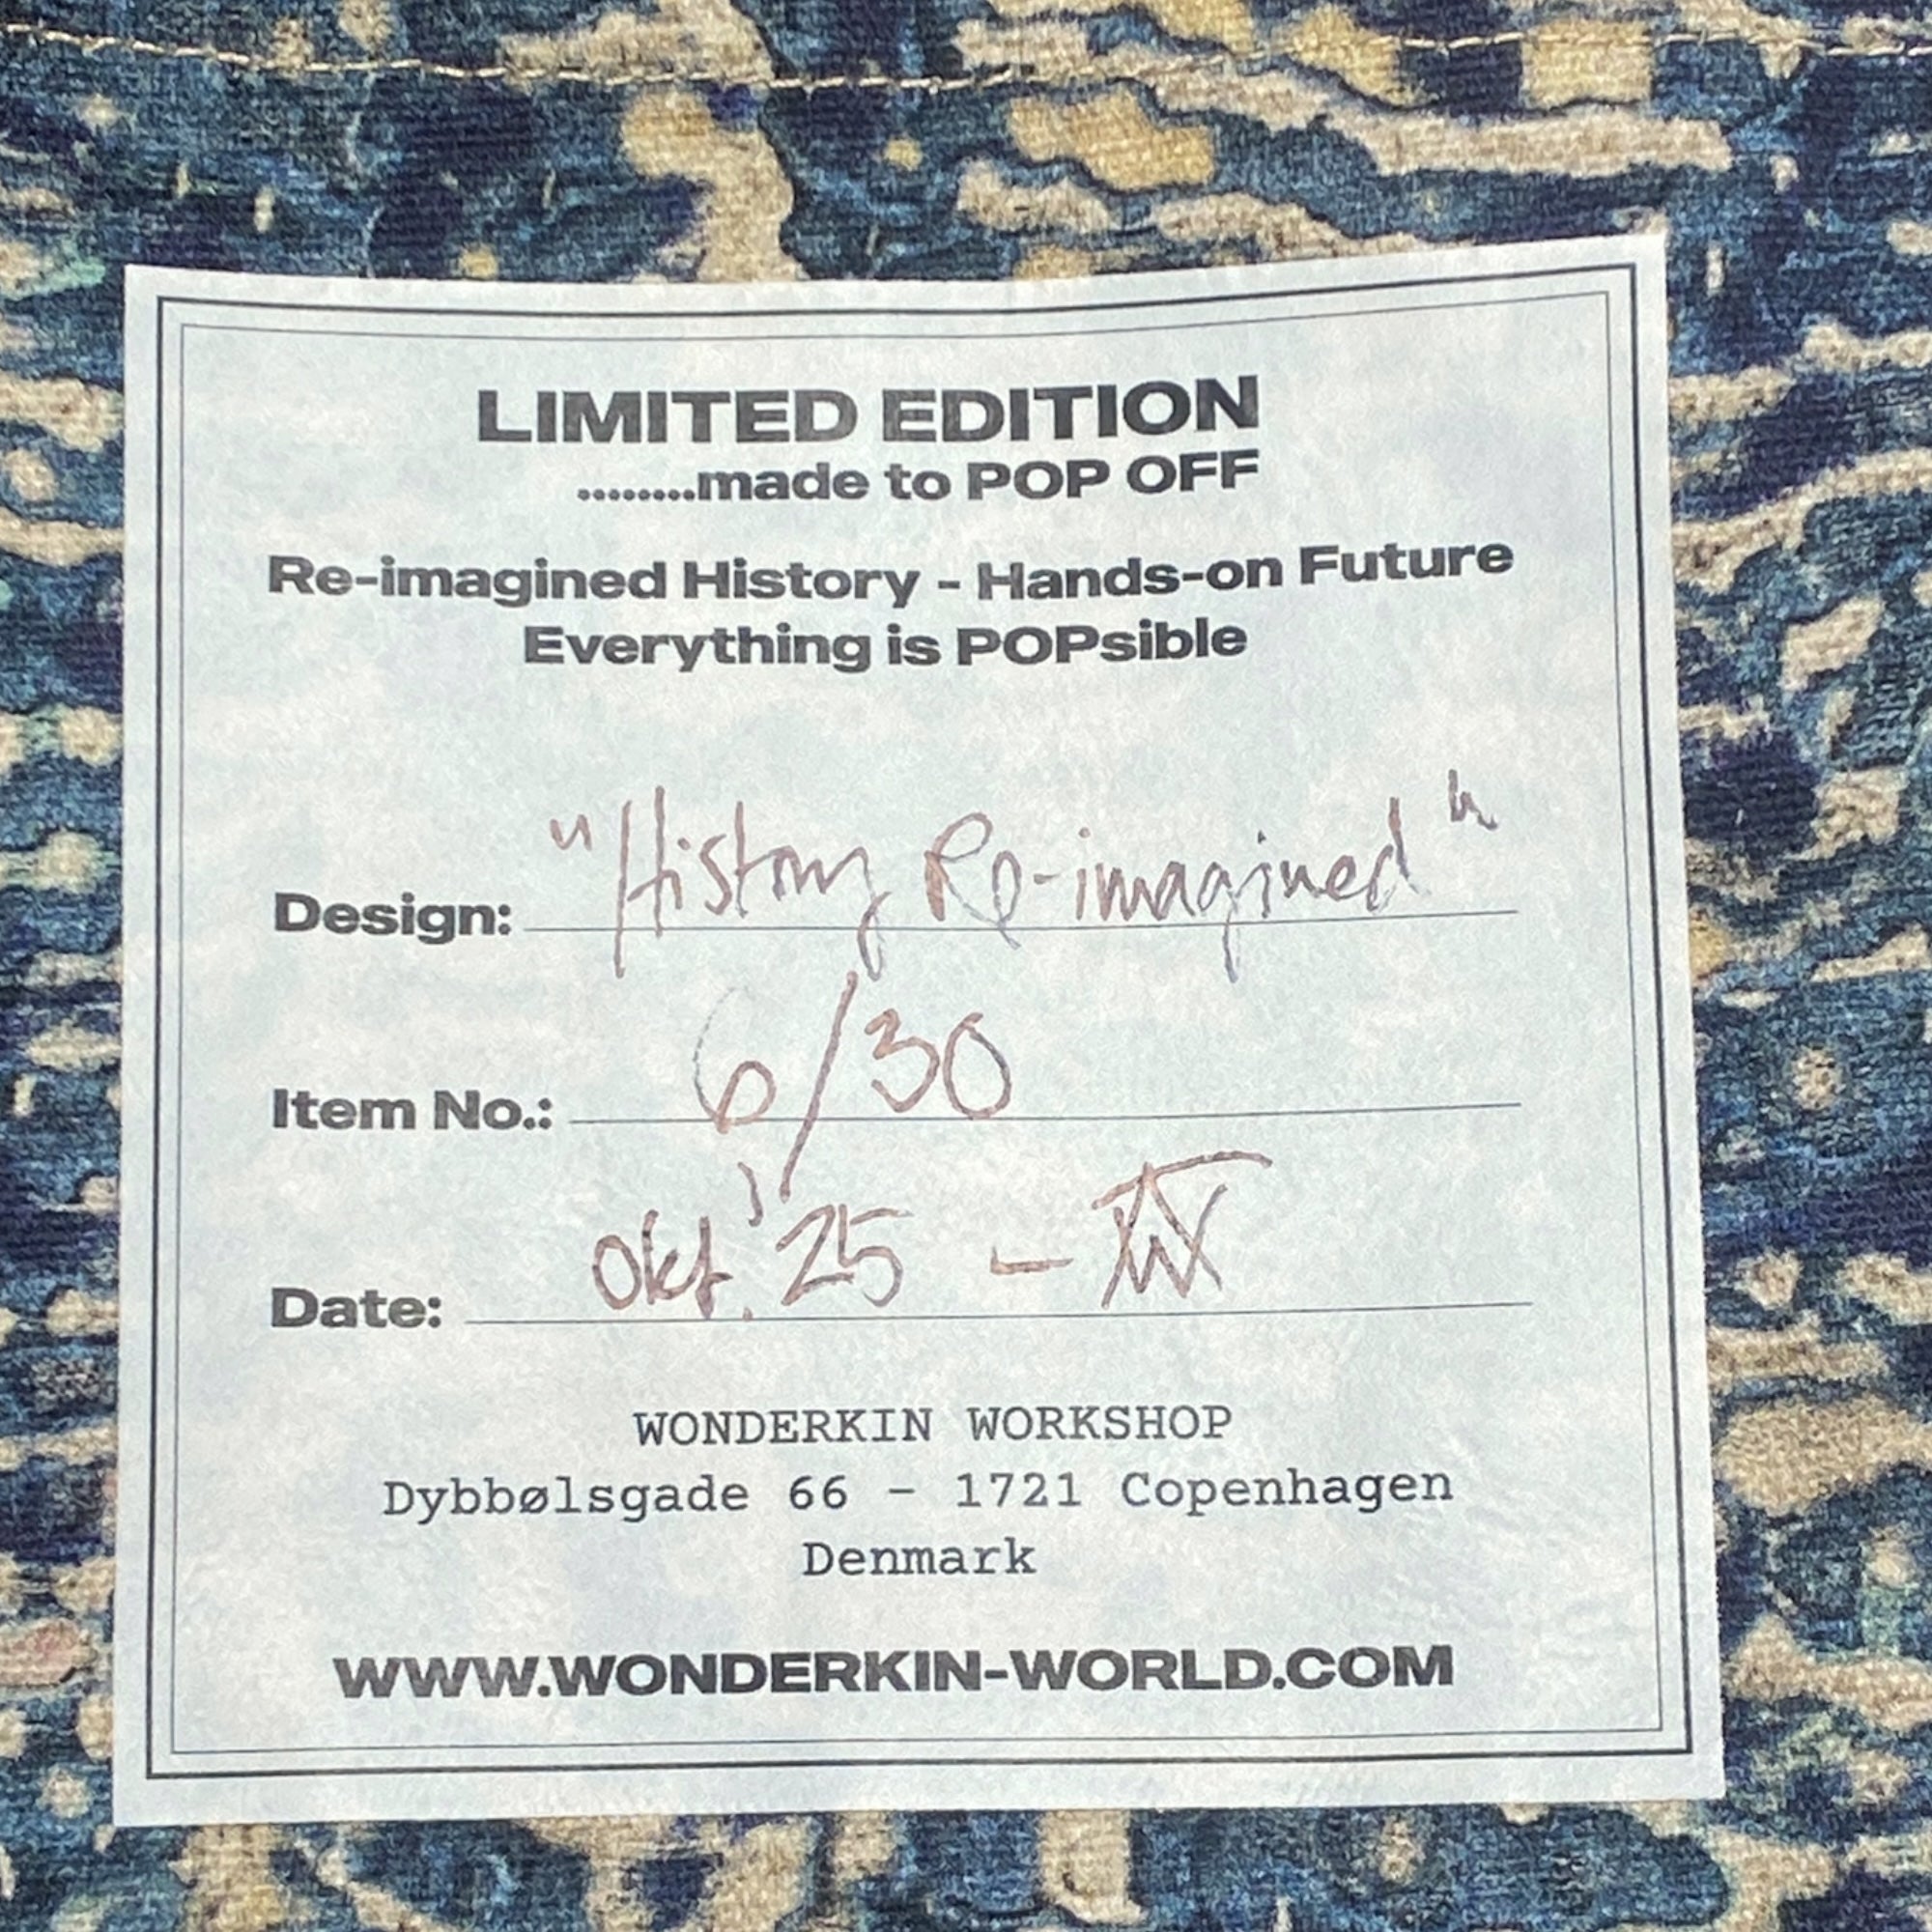 LIMITED EDITION
........made to POP OFF
Re-imagined History - Hands-on Future
Everything is POPsible
Design: "History Re-imagined"
Item No.: 6/30
Date: Okt. '25 -
WONDERKIN WORKSHOP
Dybbølsgade 66 - 1721 Copenhagen
Denmark
WWW.WONDERKIN-WORLD.COM